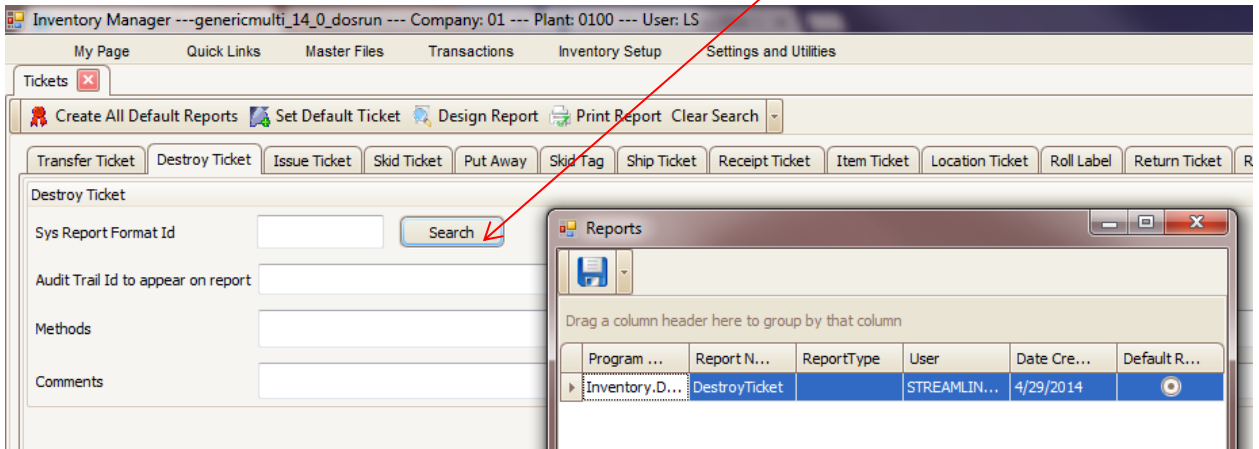 Inventory Manager ---genericmulti_14_0_dosrun --- Company: 01 --- Plant: 0100 --- User: LS
My Page Quick Links Master Files Transactions Inventory Setup Settings and Utilities
Tickets
Create All Default Reports Set Default Ticket Design Report Print Report Clear Search
Transfer Ticket Destroy Ticket Issue Ticket Skid Ticket Put Away Skid Tag Ship Ticket Receipt Ticket Item Ticket Location Ticket Roll Label Return Ticket R
Destroy Ticket
Sys Report Format Id Search
Audit Trail Id to appear on report
Methods
Comments
Reports
Drag a column header here to group by that column
Program ... Report N... ReportType User Date Cre... Default R...
Inventory.D... DestroyTicket STREAMLIN... 4/29/2014